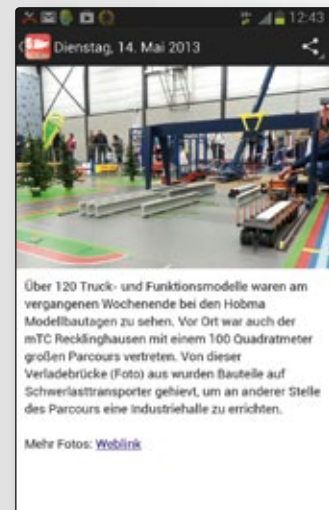 12:43
Dienstag, 14. Mai 2013
Über 120 Truck- und Funktionsmodelle waren am
vergangenen Wochenende bei den Hobma
Modellbautagen zu sehen. Vor Ort war auch der
mTC Recklinghausen mit einem 100 Quadratmeter
großen Parcours vertreten. Von dieser
Verladebrücke (Foto) aus wurden Bauteile auf
Schwerlasttransporter gehievt, um an anderer Stelle
des Parcours eine Industriehalle zu errichten.
Mehr Fotos: Weblink